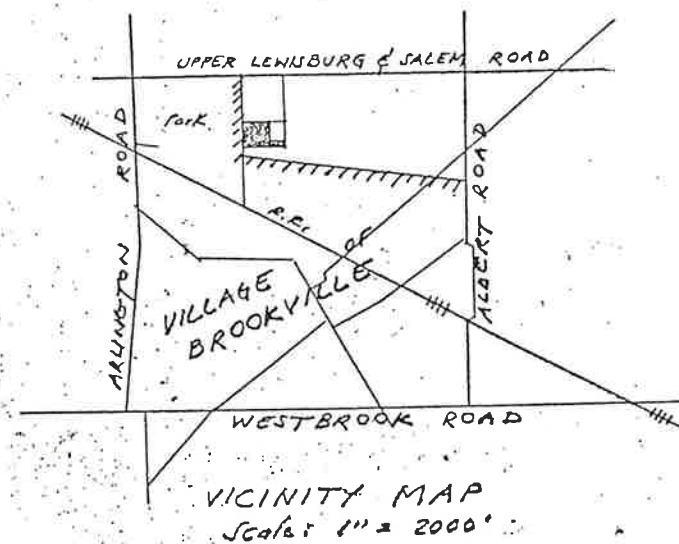 UPPER LEWISBURG & SALEM ROAD
Park.
ARLINGTON ROAD
R.R.
ALBERT ROAD
VILLAGE OF
BROOKVILLE
WESTBROOK ROAD
VICINITY MAP
Scale: 1" = 2000'